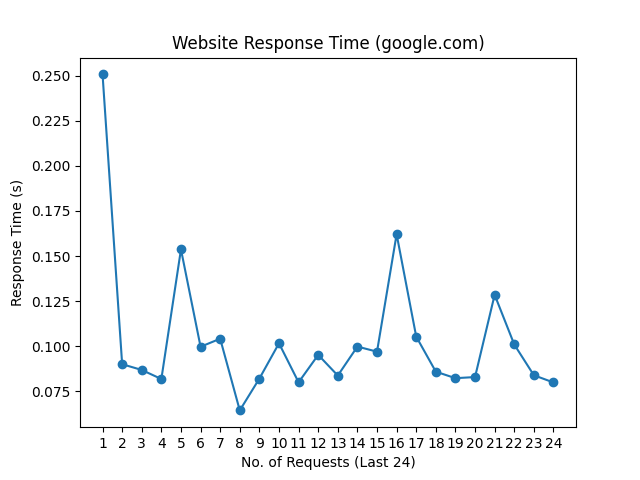 Website Response Time (google.com)
Response Time (s)
0.250
0.225
0.200
0.175
0.150
0.125
0.100
0.075
1 2 3 4 5 6 7 8 9 10 11 12 13 14 15 16 17 18 19 20 21 22 23 24
No. of Requests (Last 24)